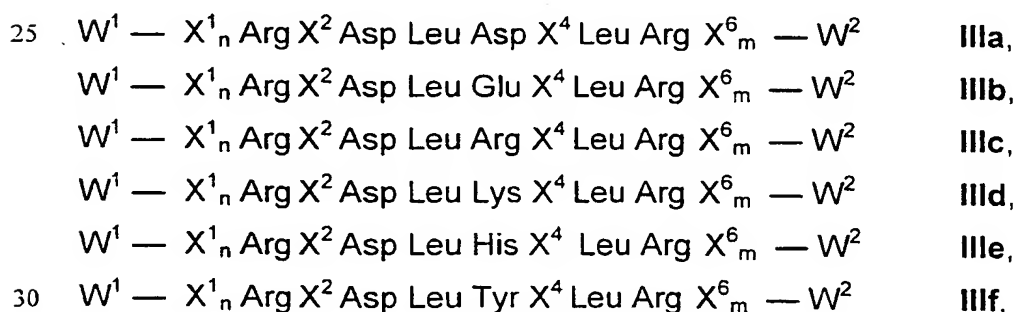 25 W¹ — X¹ₙ Arg X² Asp Leu Asp X⁴ Leu Arg X⁶ₘ — W² IIIa,
W¹ — X¹ₙ Arg X² Asp Leu Glu X⁴ Leu Arg X⁶ₘ — W² IIIb,
W¹ — X¹ₙ Arg X² Asp Leu Arg X⁴ Leu Arg X⁶ₘ — W² IIIc,
W¹ — X¹ₙ Arg X² Asp Leu Lys X⁴ Leu Arg X⁶ₘ — W² IIId,
W¹ — X¹ₙ Arg X² Asp Leu His X⁴ Leu Arg X⁶ₘ — W² IIIe,
30 W¹ — X¹ₙ Arg X² Asp Leu Tyr X⁴ Leu Arg X⁶ₘ — W² IIIf.